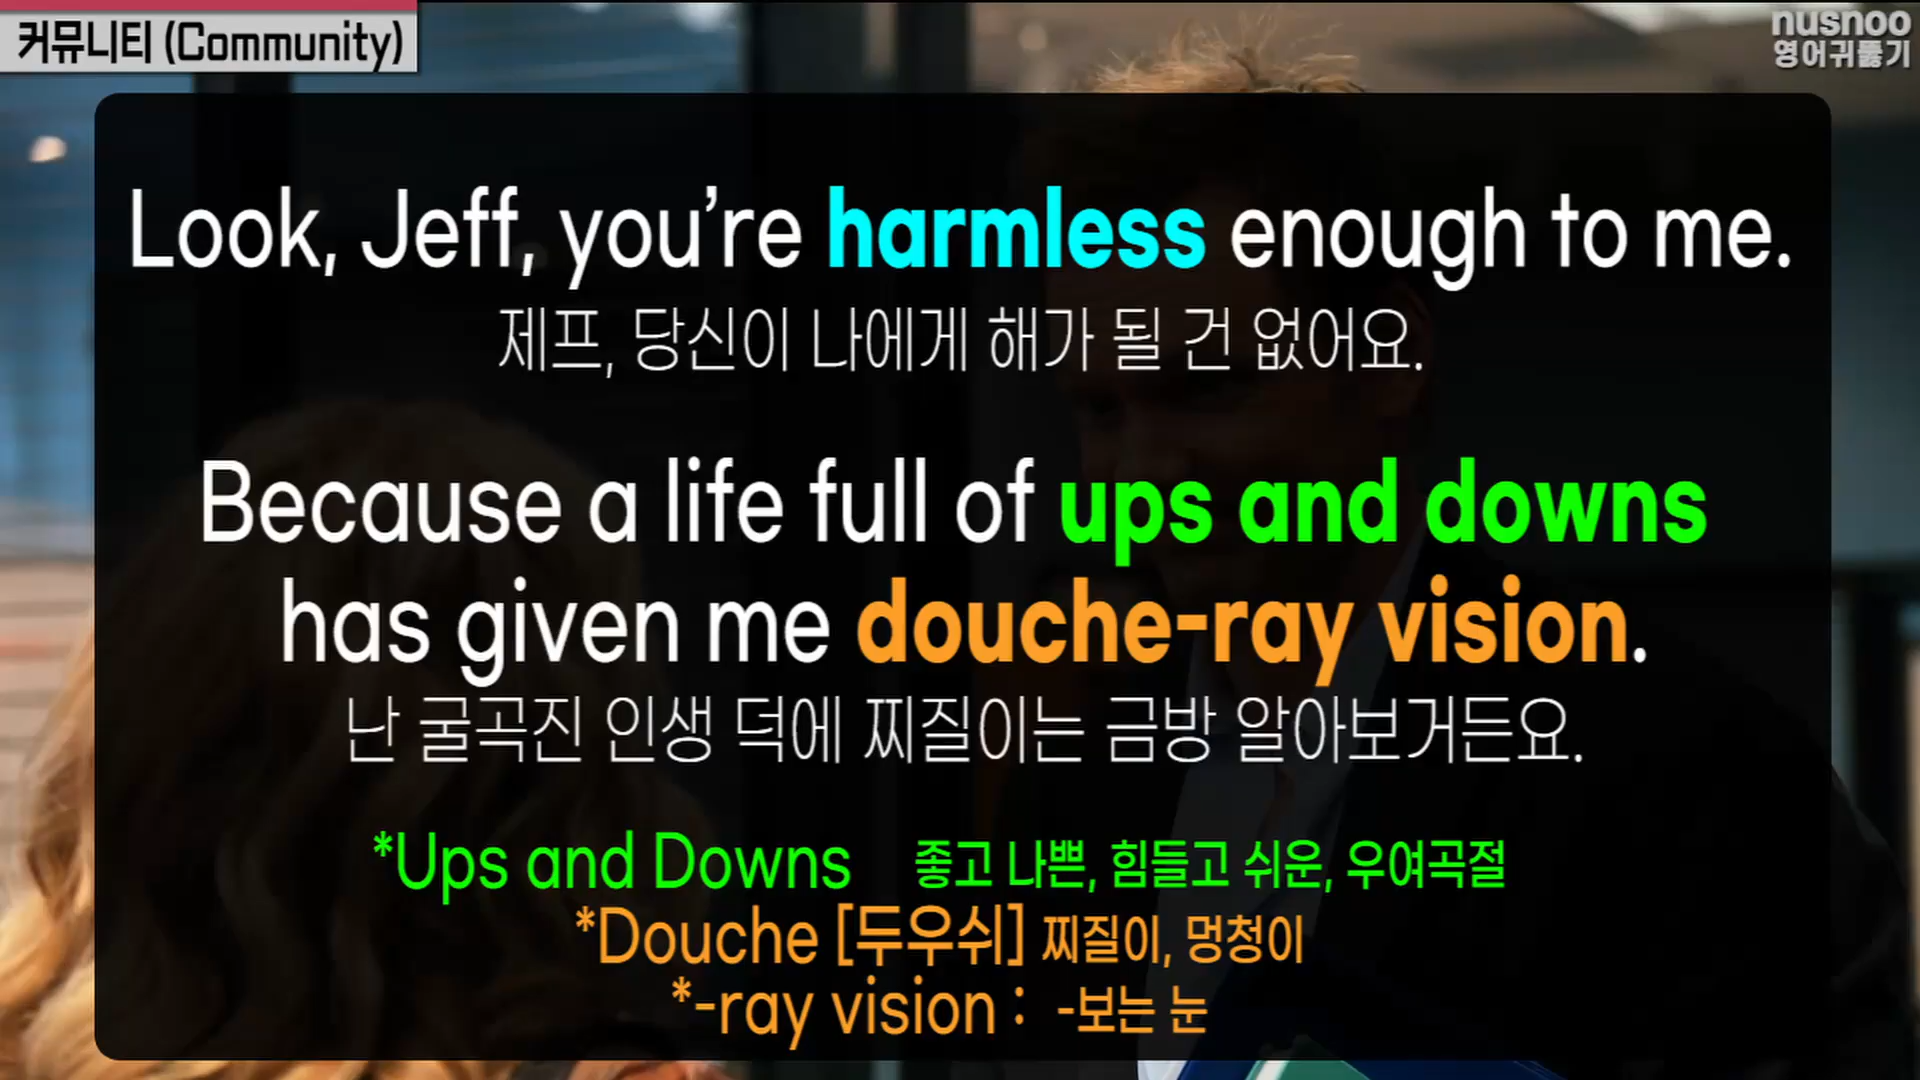 커뮤니티 (Community)
nusnoo
영어귀뚫기
Look, Jeff, you’re harmless enough to me.
제프, 당신이 나에게 해가 될 건 없어요.
Because a life full of ups and downs
has given me douche-ray vision.
난 굴곡진 인생 덕에 찌질이는 금방 알아보거든요.
*Ups and Downs 좋고 나쁜, 힘들고 쉬운, 우여곡절
*Douche [두우쉬] 찌질이, 멍청이
*-ray vision : -보는 눈